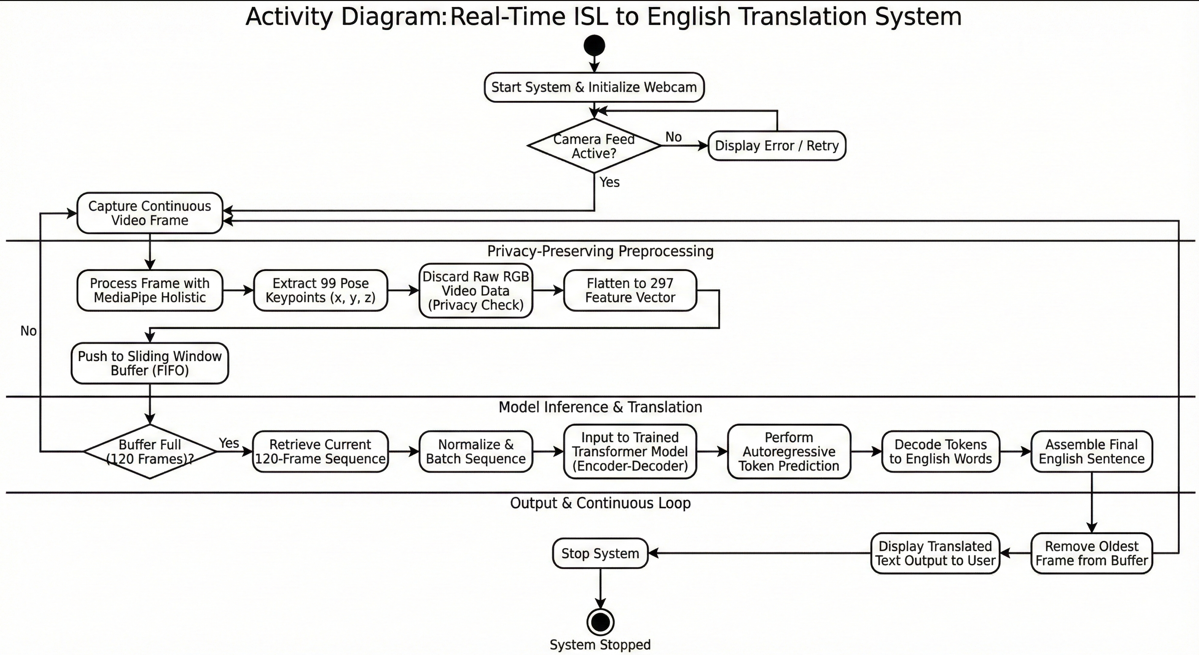 Activity Diagram: Real-Time ISL to English Translation System
Start System & Initialize Webcam
Camera Feed
Active?
No
Display Error / Retry
Yes
Capture Continuous
Video Frame
Privacy-Preserving Preprocessing
Process Frame with
MediaPipe Holistic
Extract 99 Pose
Keypoints (x, y, z)
Discard Raw RGB
Video Data
(Privacy Check)
Flatten to 297
Feature Vector
No
Push to Sliding Window
Buffer (FIFO)
Model Inference & Translation
Buffer Full
(120 Frames)?
Yes
Retrieve Current
120-Frame Sequence
Normalize &
Batch Sequence
Input to Trained
Transformer Model
(Encoder-Decoder)
Perform
Autoregressive
Token Prediction
Decode Tokens
to English Words
Assemble Final
English Sentence
Output & Continuous Loop
Stop System
Display Translated
Text Output to User
Remove Oldest
Frame from Buffer
System Stopped